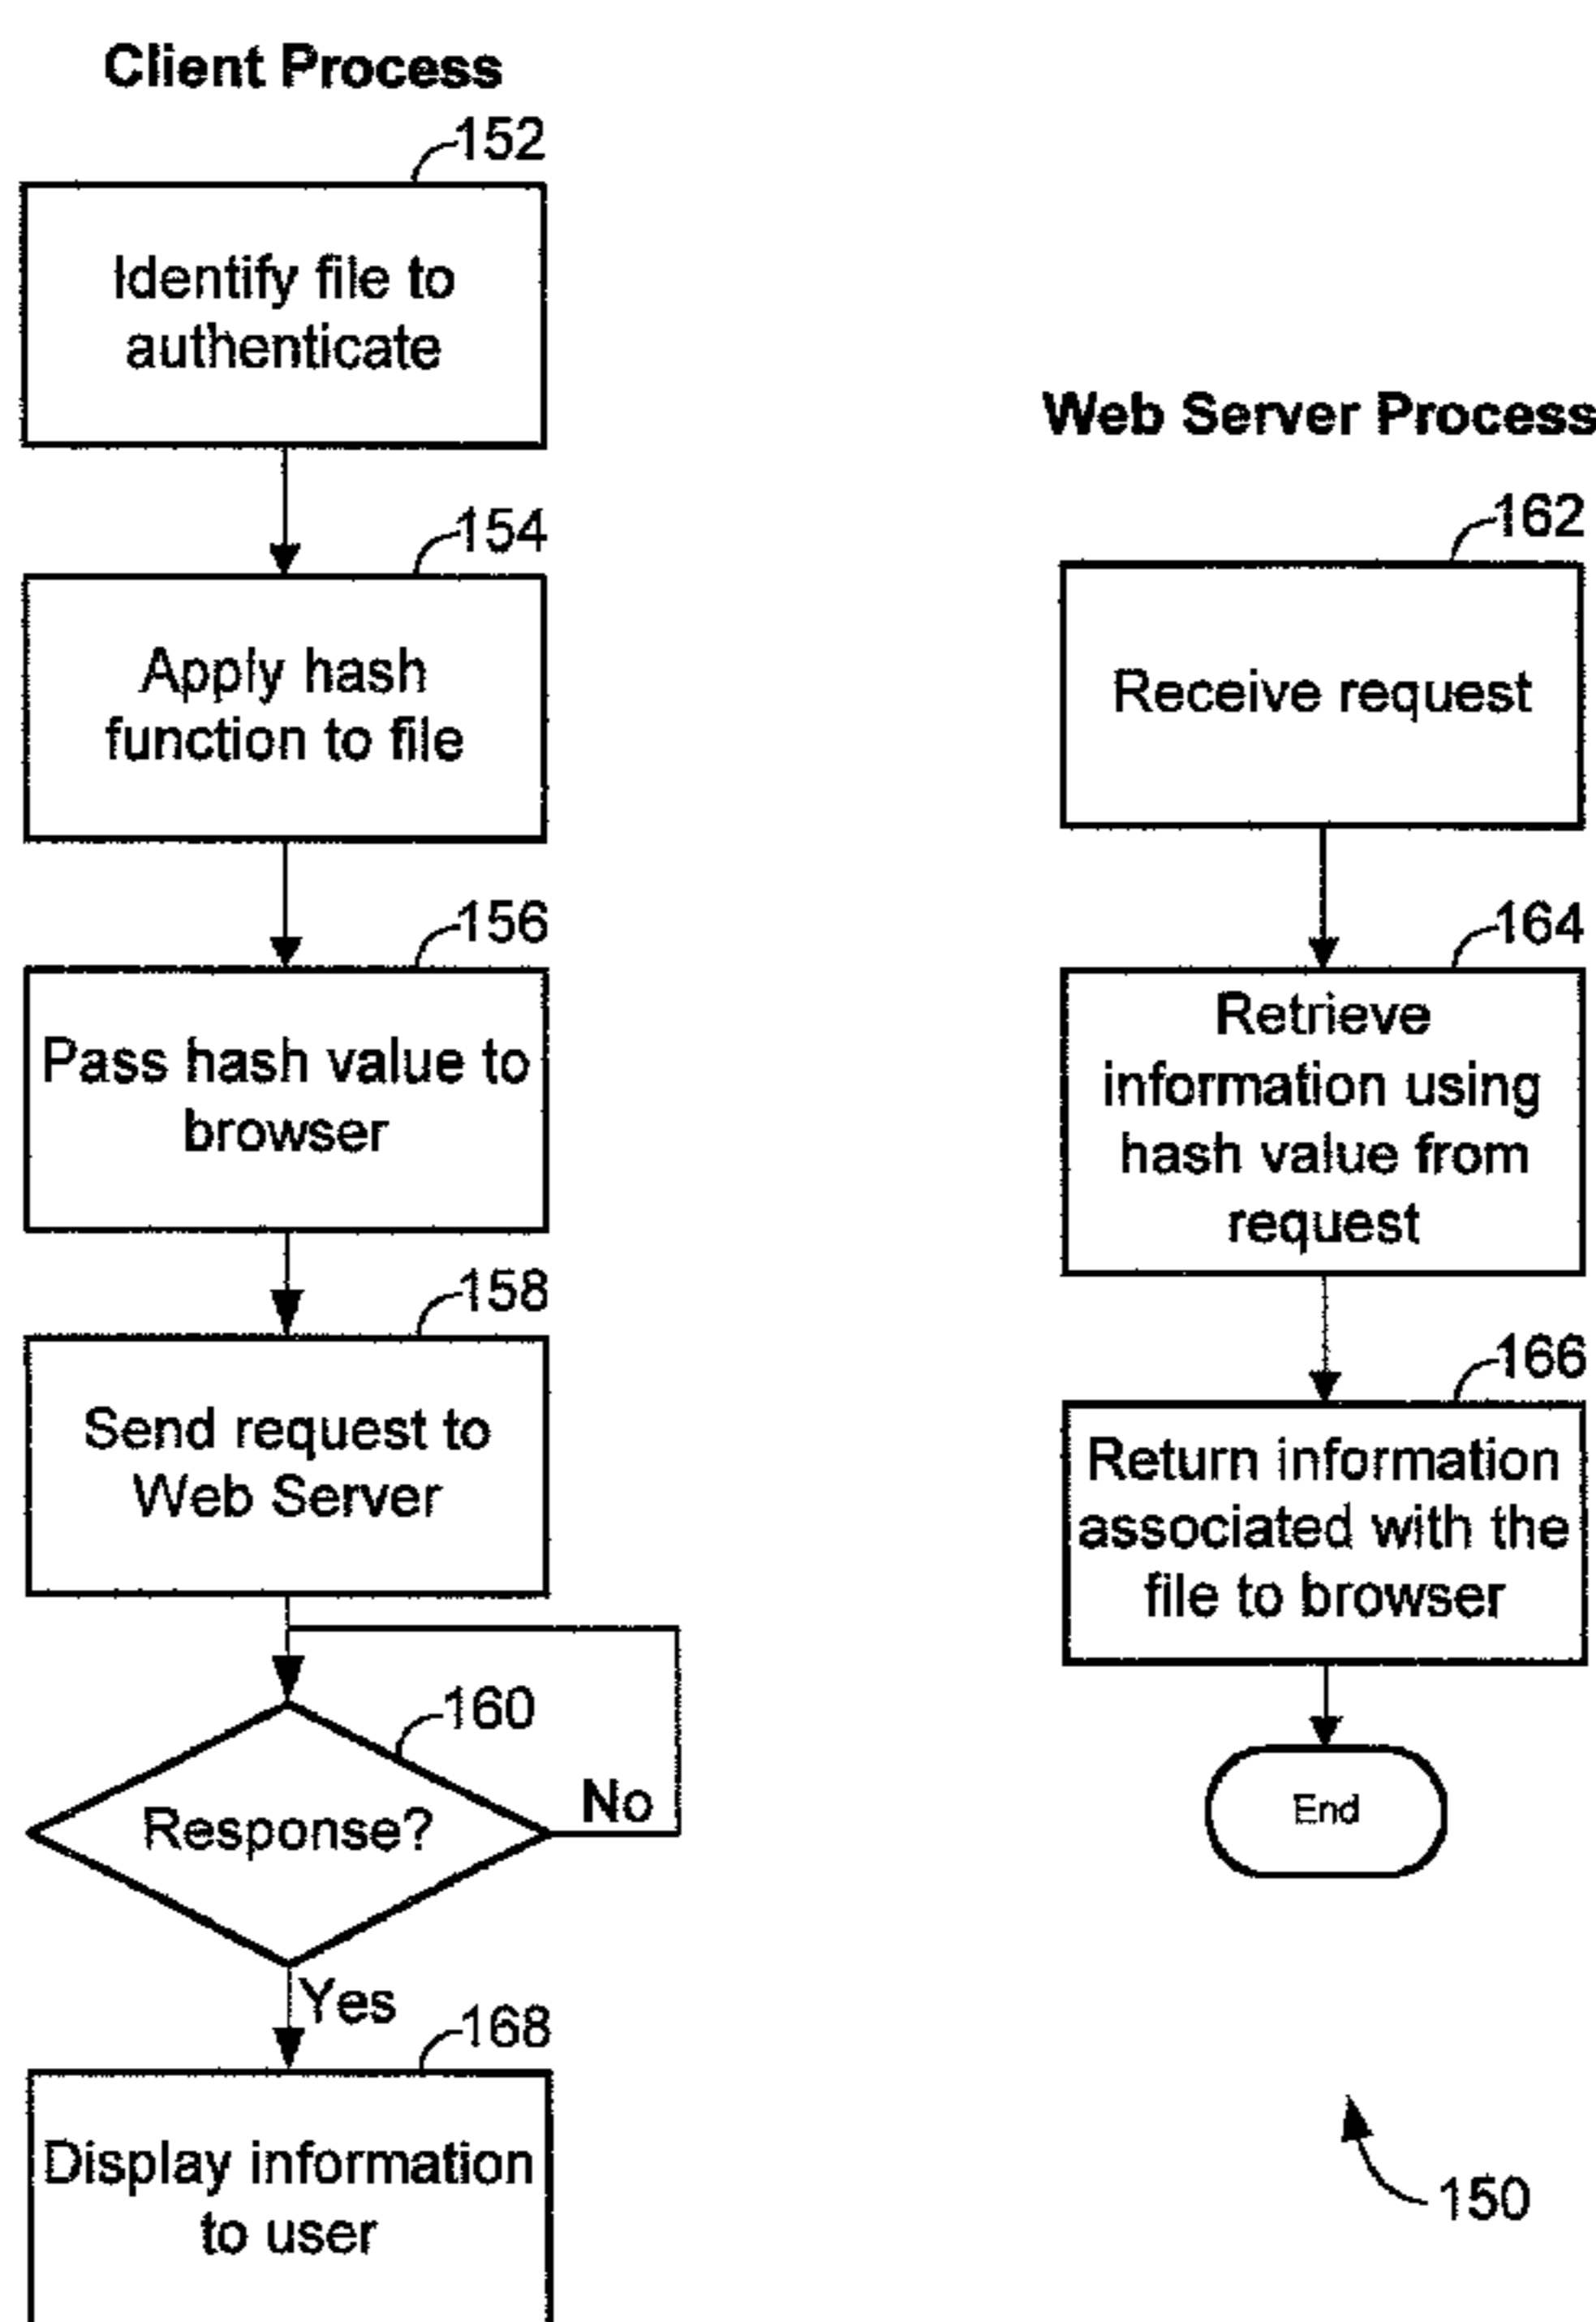 Client Process
152
Identify file to
authenticate
154
Apply hash
function to file
156
Pass hash value to
browser
158
Send request to
Web Server
160
Response?
No
Yes
168
Display information
to user
Web Server Process
162
Receive request
164
Retrieve
information using
hash value from
request
166
Return information
associated with the
file to browser
End
150